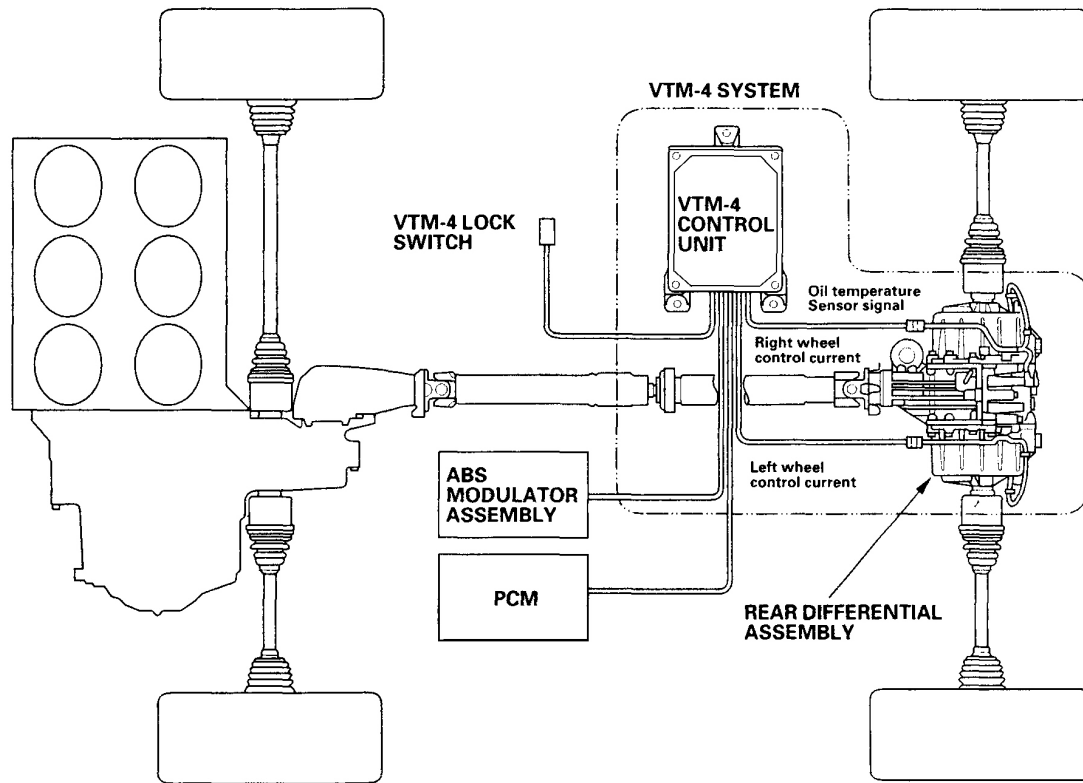 VTM-4 SYSTEM
VTM-4
CONTROL
UNIT
VTM-4 LOCK
SWITCH
Oil temperature
Sensor signal
Right wheel
control current
Left wheel
control current
ABS
MODULATOR
ASSEMBLY
PCM
REAR DIFFERENTIAL
ASSEMBLY